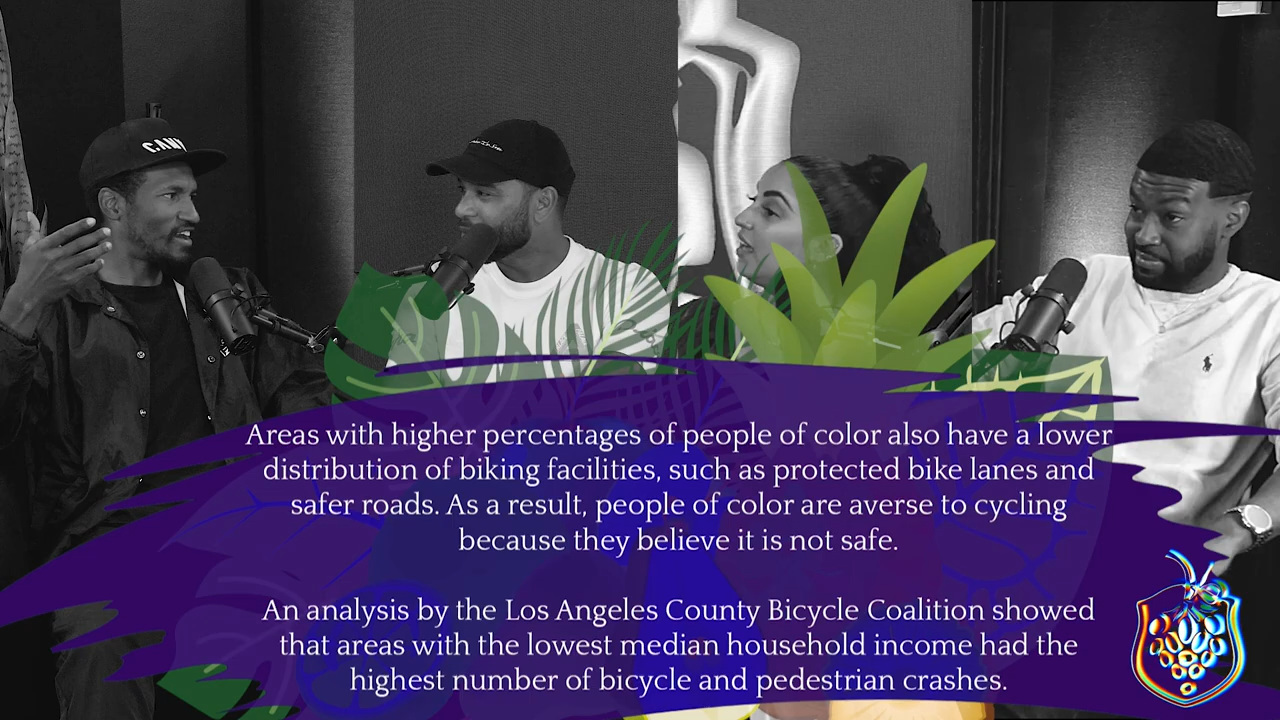 Areas with higher percentages of people of color also have a lower
distribution of biking facilities, such as protected bike lanes and
safer roads. As a result, people of color are averse to cycling
because they believe it is not safe.
An analysis by the Los Angeles County Bicycle Coalition showed
that areas with the lowest median household income had the
highest number of bicycle and pedestrian crashes.